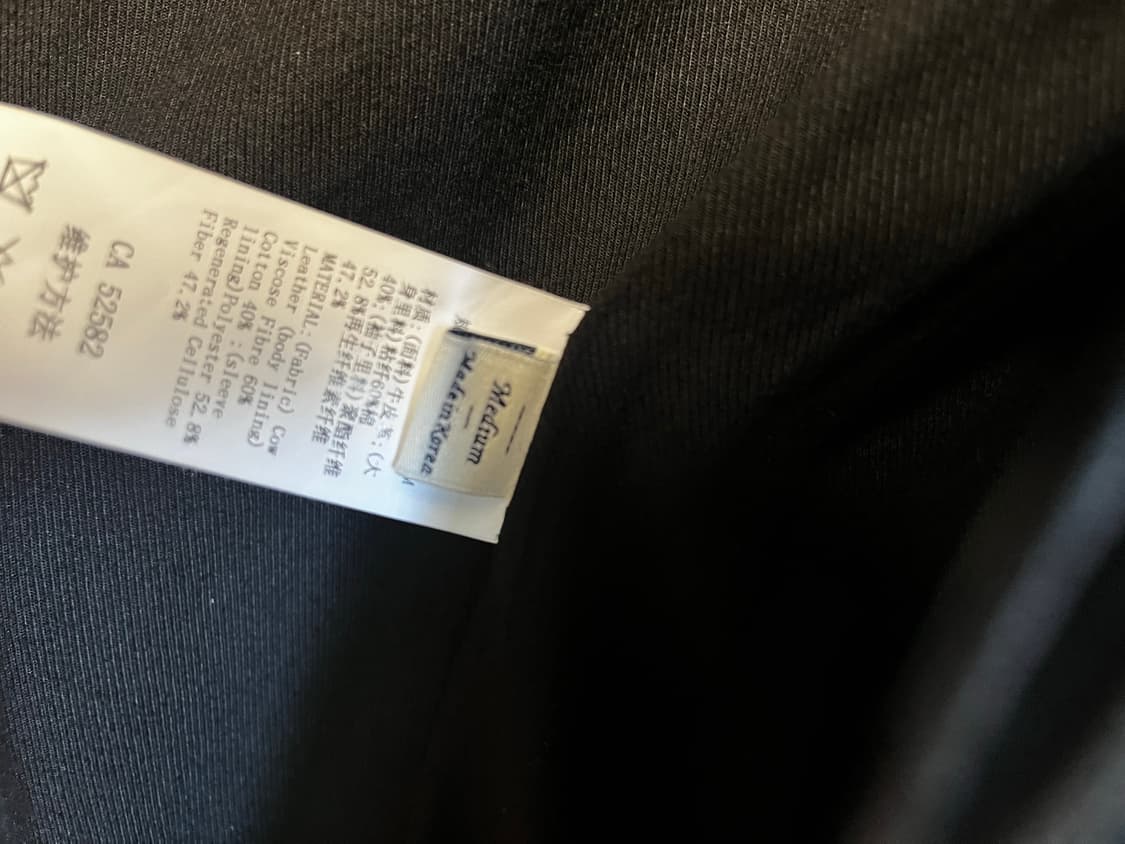 Medium
Made in Korea
材质:(面料)牛皮革:(大
身里料)粘纤60%棉
40%:(袖子里料)聚酯纤维
52.8%再生纤维素纤维
47.2%
MATERIAL:(Fabric) Cow
Leather (body lining)
Viscose Fibre 60%
Cotton 40%:(sleeve
lining)Polyester 52.8%
Regenerated Cellulose
Fiber 47.2%
CA 52582
维护方法